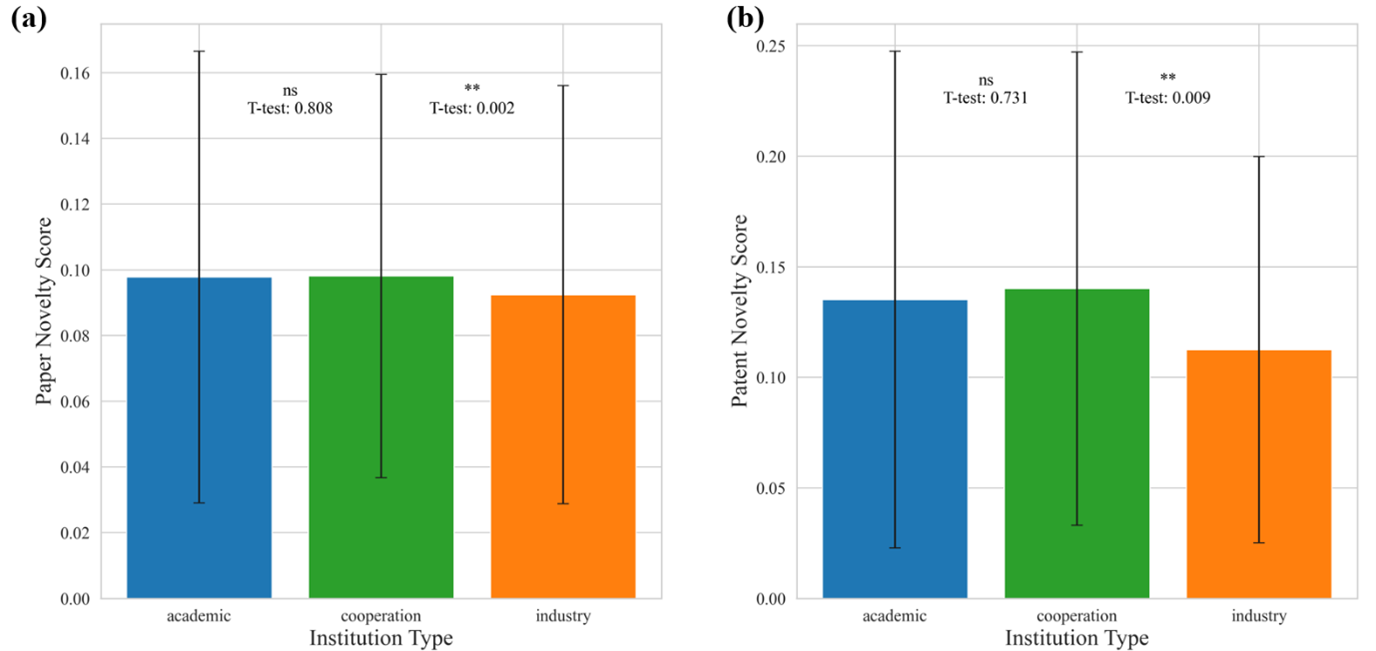 (a)
Paper Novelty Score
0.16
0.14
0.12
0.10
0.08
0.06
0.04
0.02
0.00
ns
T-test: 0.808
**
T-test: 0.002
academic
cooperation
industry
Institution Type
(b)
Patent Novelty Score
0.25
0.20
0.15
0.10
0.05
0.00
ns
T-test: 0.731
**
T-test: 0.009
academic
cooperation
industry
Institution Type